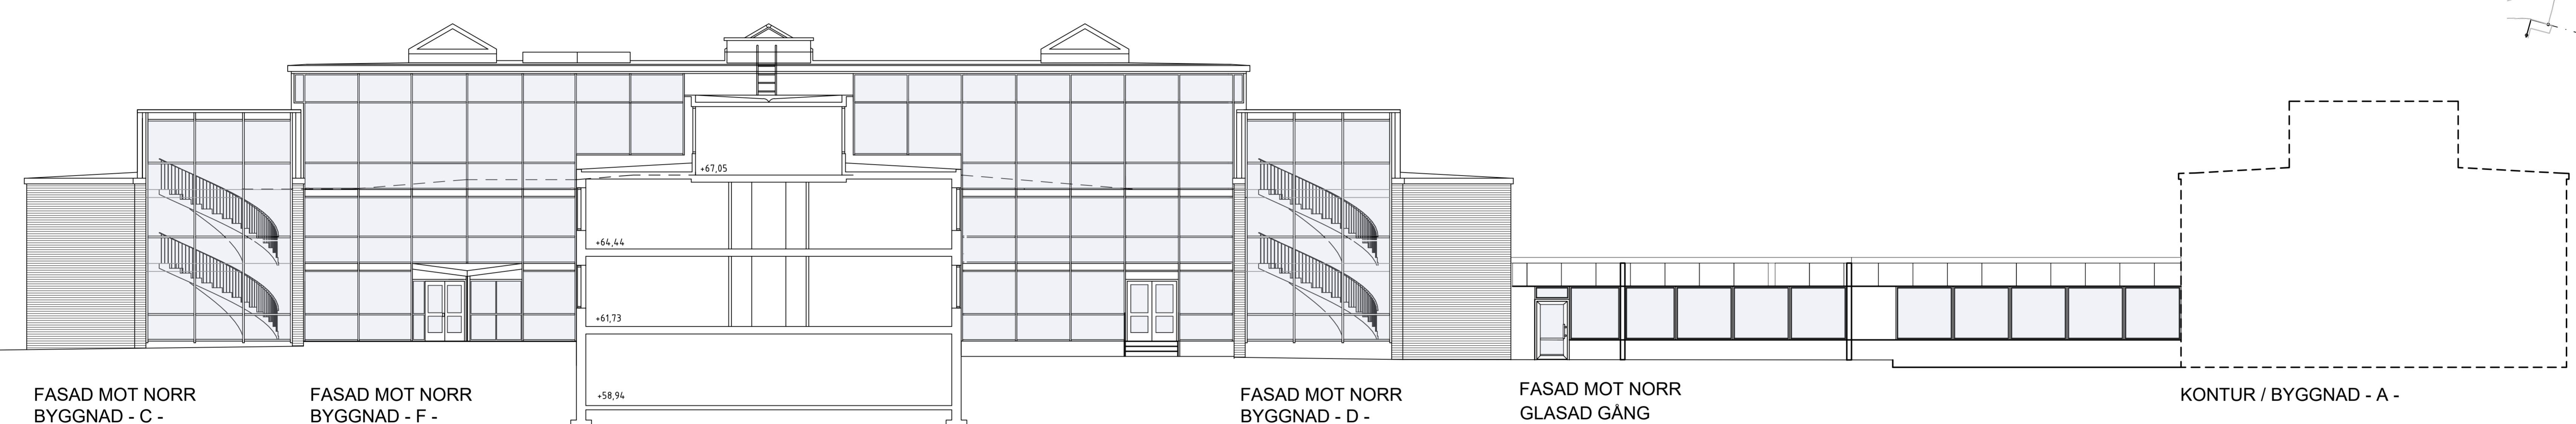 +67,05
+64,44
+61,73
+58,94
FASAD MOT NORR
BYGGNAD - C -
FASAD MOT NORR
BYGGNAD - F -
FASAD MOT NORR
BYGGNAD - D -
FASAD MOT NORR
GLASAD GÅNG
KONTUR / BYGGNAD - A -